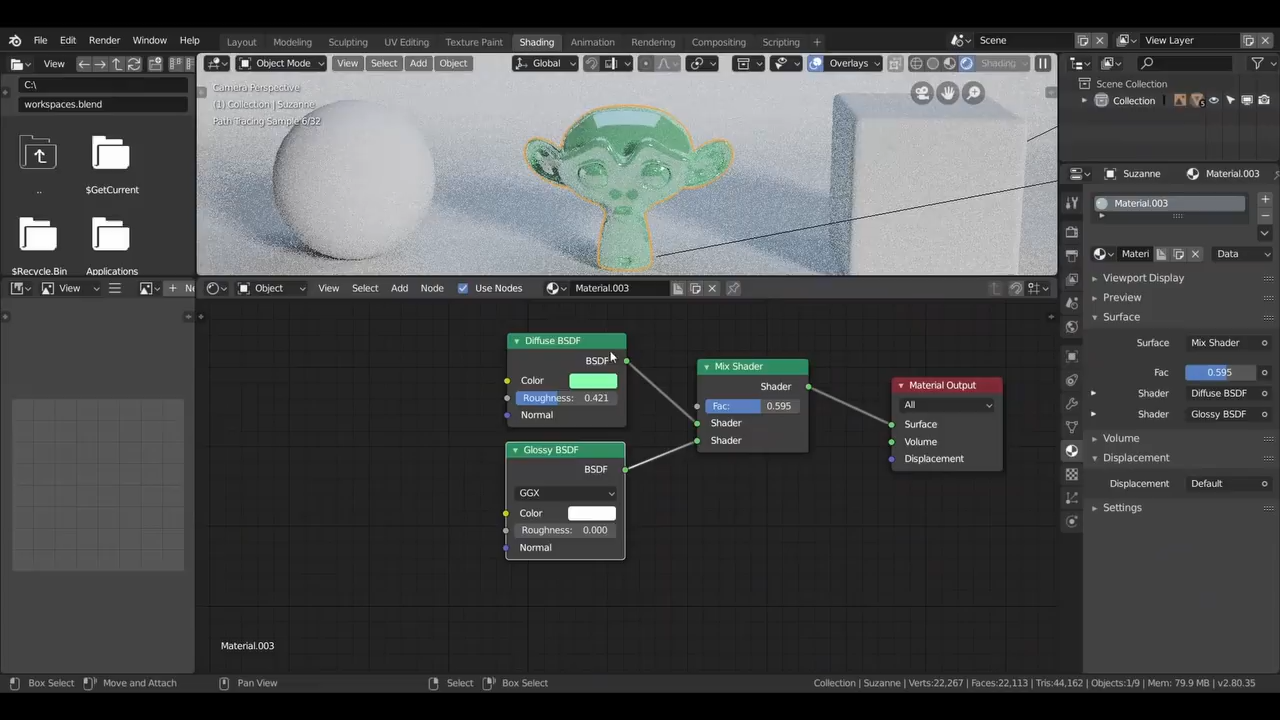 File Edit Render Window Help
Layout Modeling Sculpting UV Editing Texture Paint Shading Animation Rendering Compositing Scripting +
Scene
View Layer
View
Object Mode View Select Add Object Global Overlays Shading
C:\
workspaces.blend
..
$GetCurrent
$Recycle.Bin
Applications
Camera Perspective
(1) Collection | Suzanne
Path Tracing Sample 6/32
Scene Collection
Collection
5
Suzanne Material.003
Material.003
Materi Data
Viewport Display
Preview
Surface
Surface Mix Shader
Fac 0.595
Shader Diffuse BSDF
Shader Glossy BSDF
Volume
Displacement
Displacement Default
Settings
View + Ne
Object View Select Add Node Use Nodes Material.003
Diffuse BSDF
BSDF
Color
Roughness: 0.421
Normal
Glossy BSDF
BSDF
GGX
Color
Roughness: 0.000
Normal
Mix Shader
Shader
Fac: 0.595
Shader
Shader
Material Output
All
Surface
Volume
Displacement
Material.003
Box Select Move and Attach Pan View Select Box Select
Collection | Suzanne | Verts:22,267 | Faces:22,113 | Tris:44,162 | Objects:1/9 | Mem: 79.9 MB | v2.80.35